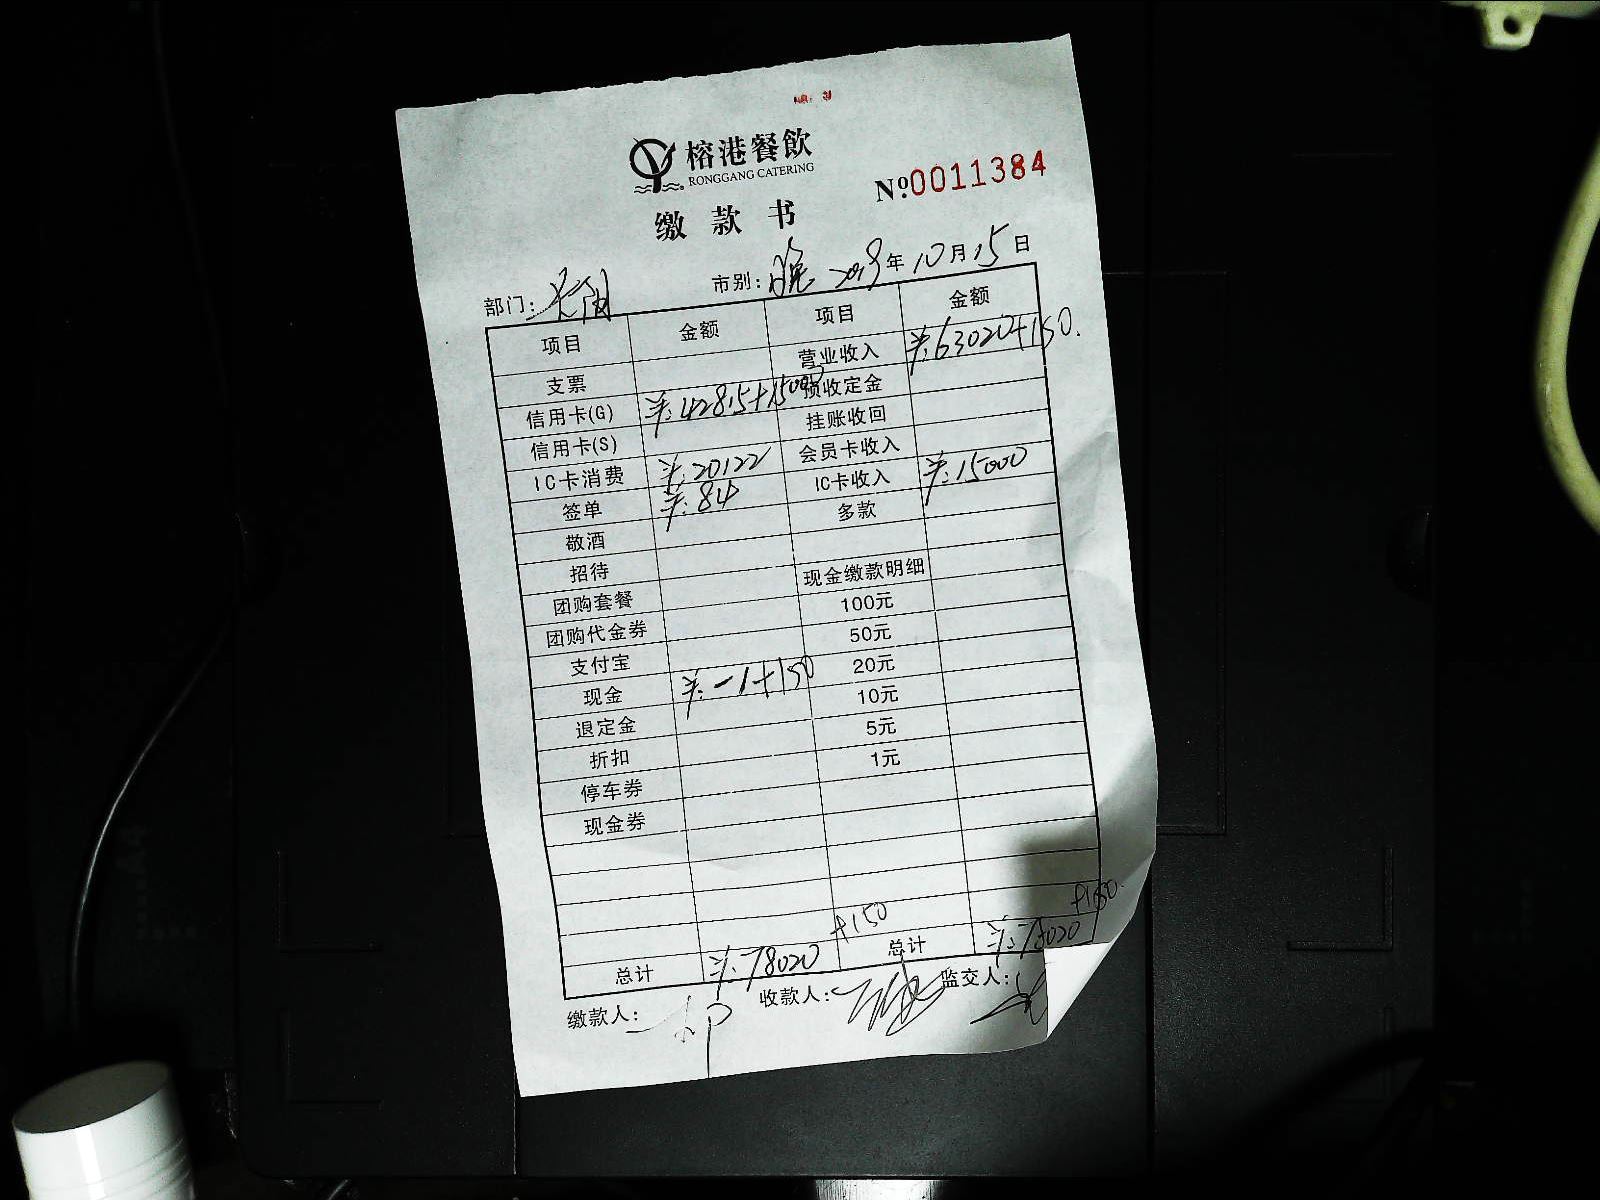 榕港餐飲
RONGGANG CATERING
No.0011384
缴款书
部门： 市别：晚 2019年10月15日
项目 金额 项目 金额
支票 营业收入 ¥:63020+150.
信用卡(G) ¥:42815+15000 预收定金
信用卡(S) 挂账收回
IC卡消费 ¥:20122 会员卡收入
签单 ¥:84 IC卡收入 ¥:15000
敬酒 多款
招待
团购套餐 现金缴款明细
团购代金券 100元
支付宝 50元
现金 ¥:-1+150 20元
退定金 10元
折扣 5元
停车券 1元
现金券
+150 +150.
总计 ¥:78020 总计 ¥:78020
缴款人： 收款人： 监交人：